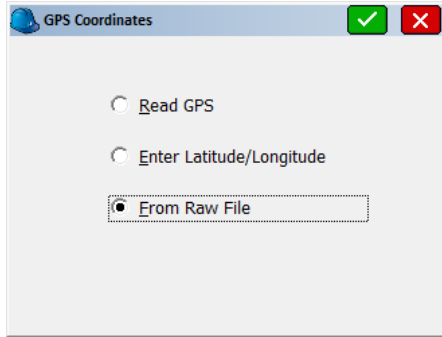 GPS Coordinates
Read GPS
Enter Latitude/Longitude
From Raw File